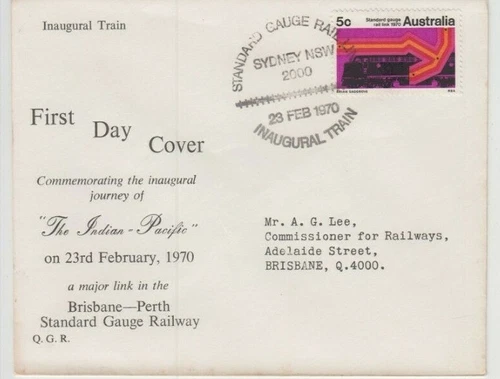 Inaugural Train
STANDARD GAUGE RAIL LINK
SYDNEY NSW
2000
23 FEB 1970
INAUGURAL TRAIN
5c
Standard gauge
rail link 1970
Australia
First
Day
Cover
Commemorating the inaugural
journey of
"The Indian-Pacific"
on 23rd February, 1970
a major link in the
Brisbane—Perth
Standard Gauge Railway
Q. G. R.
Mr. A. G. Lee,
Commissioner for Railways,
Adelaide Street,
BRISBANE, Q.4000.